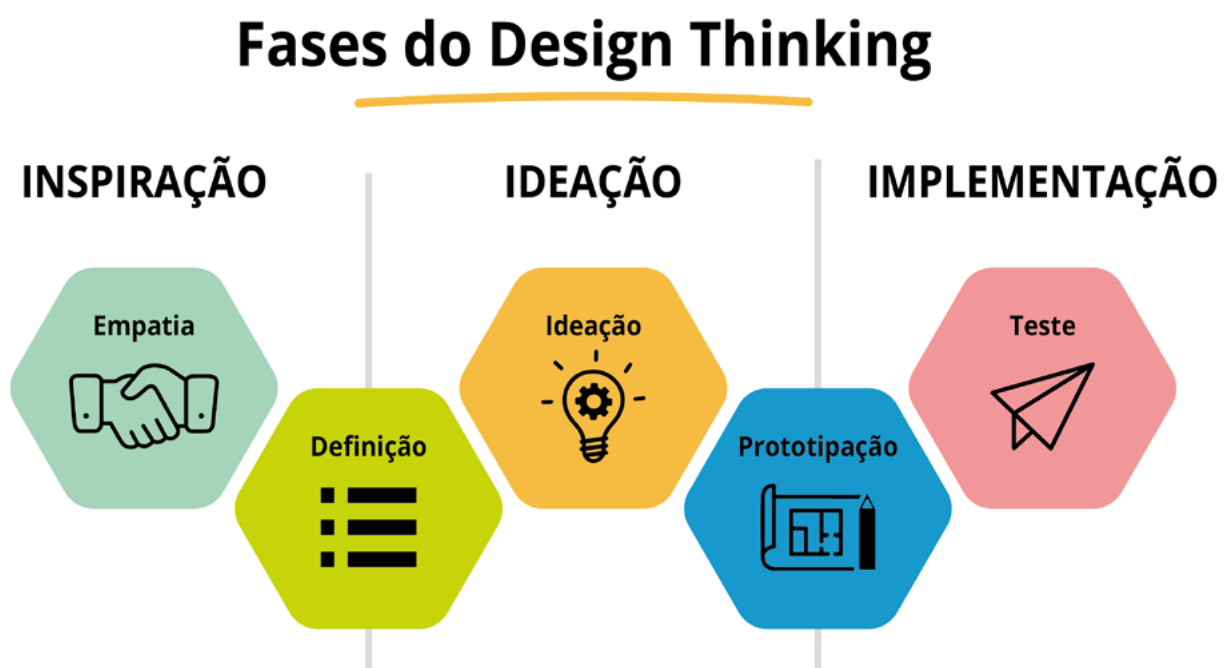 Fases do Design Thinking
INSPIRAÇÃO
IDEAÇÃO
IMPLEMENTAÇÃO
Empatia
Definição
Ideação
Prototipação
Teste